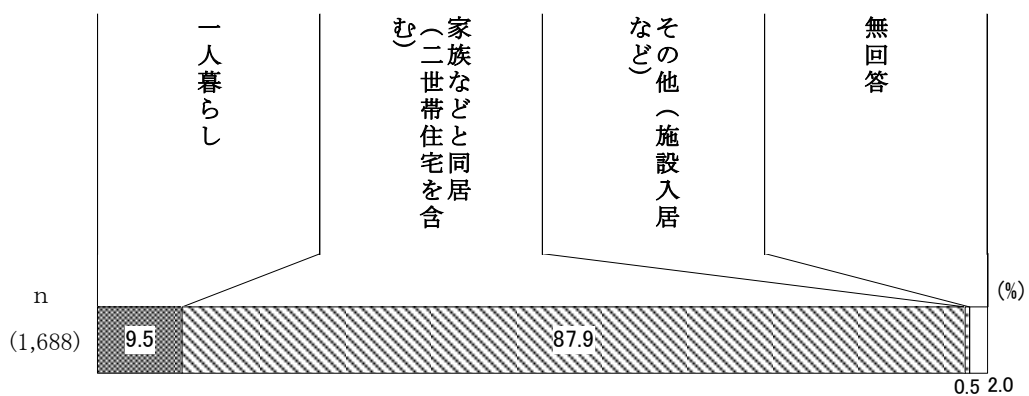 一人暮らし
家族などと同居
（二世帯住宅を含
む）
その他（施設入居
など）
無回答
(%)
n
(1,688)
9.5
87.9
0.5
2.0